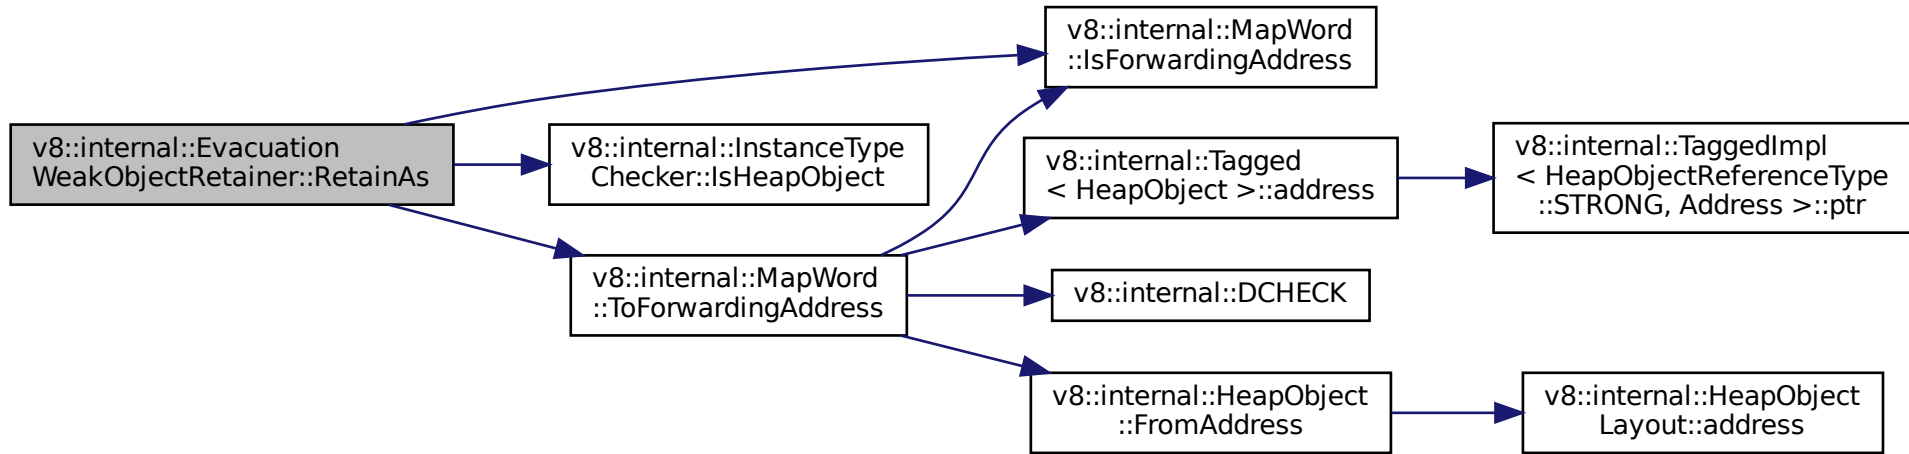 v8::internal::Evacuation
WeakObjectRetainer::RetainAs
v8::internal::MapWord
::IsForwardingAddress
v8::internal::InstanceType
Checker::IsHeapObject
v8::internal::MapWord
::ToForwardingAddress
v8::internal::Tagged
< HeapObject >::address
v8::internal::TaggedImpl
< HeapObjectReferenceType
::STRONG, Address >::ptr
v8::internal::DCHECK
v8::internal::HeapObject
::FromAddress
v8::internal::HeapObject
Layout::address